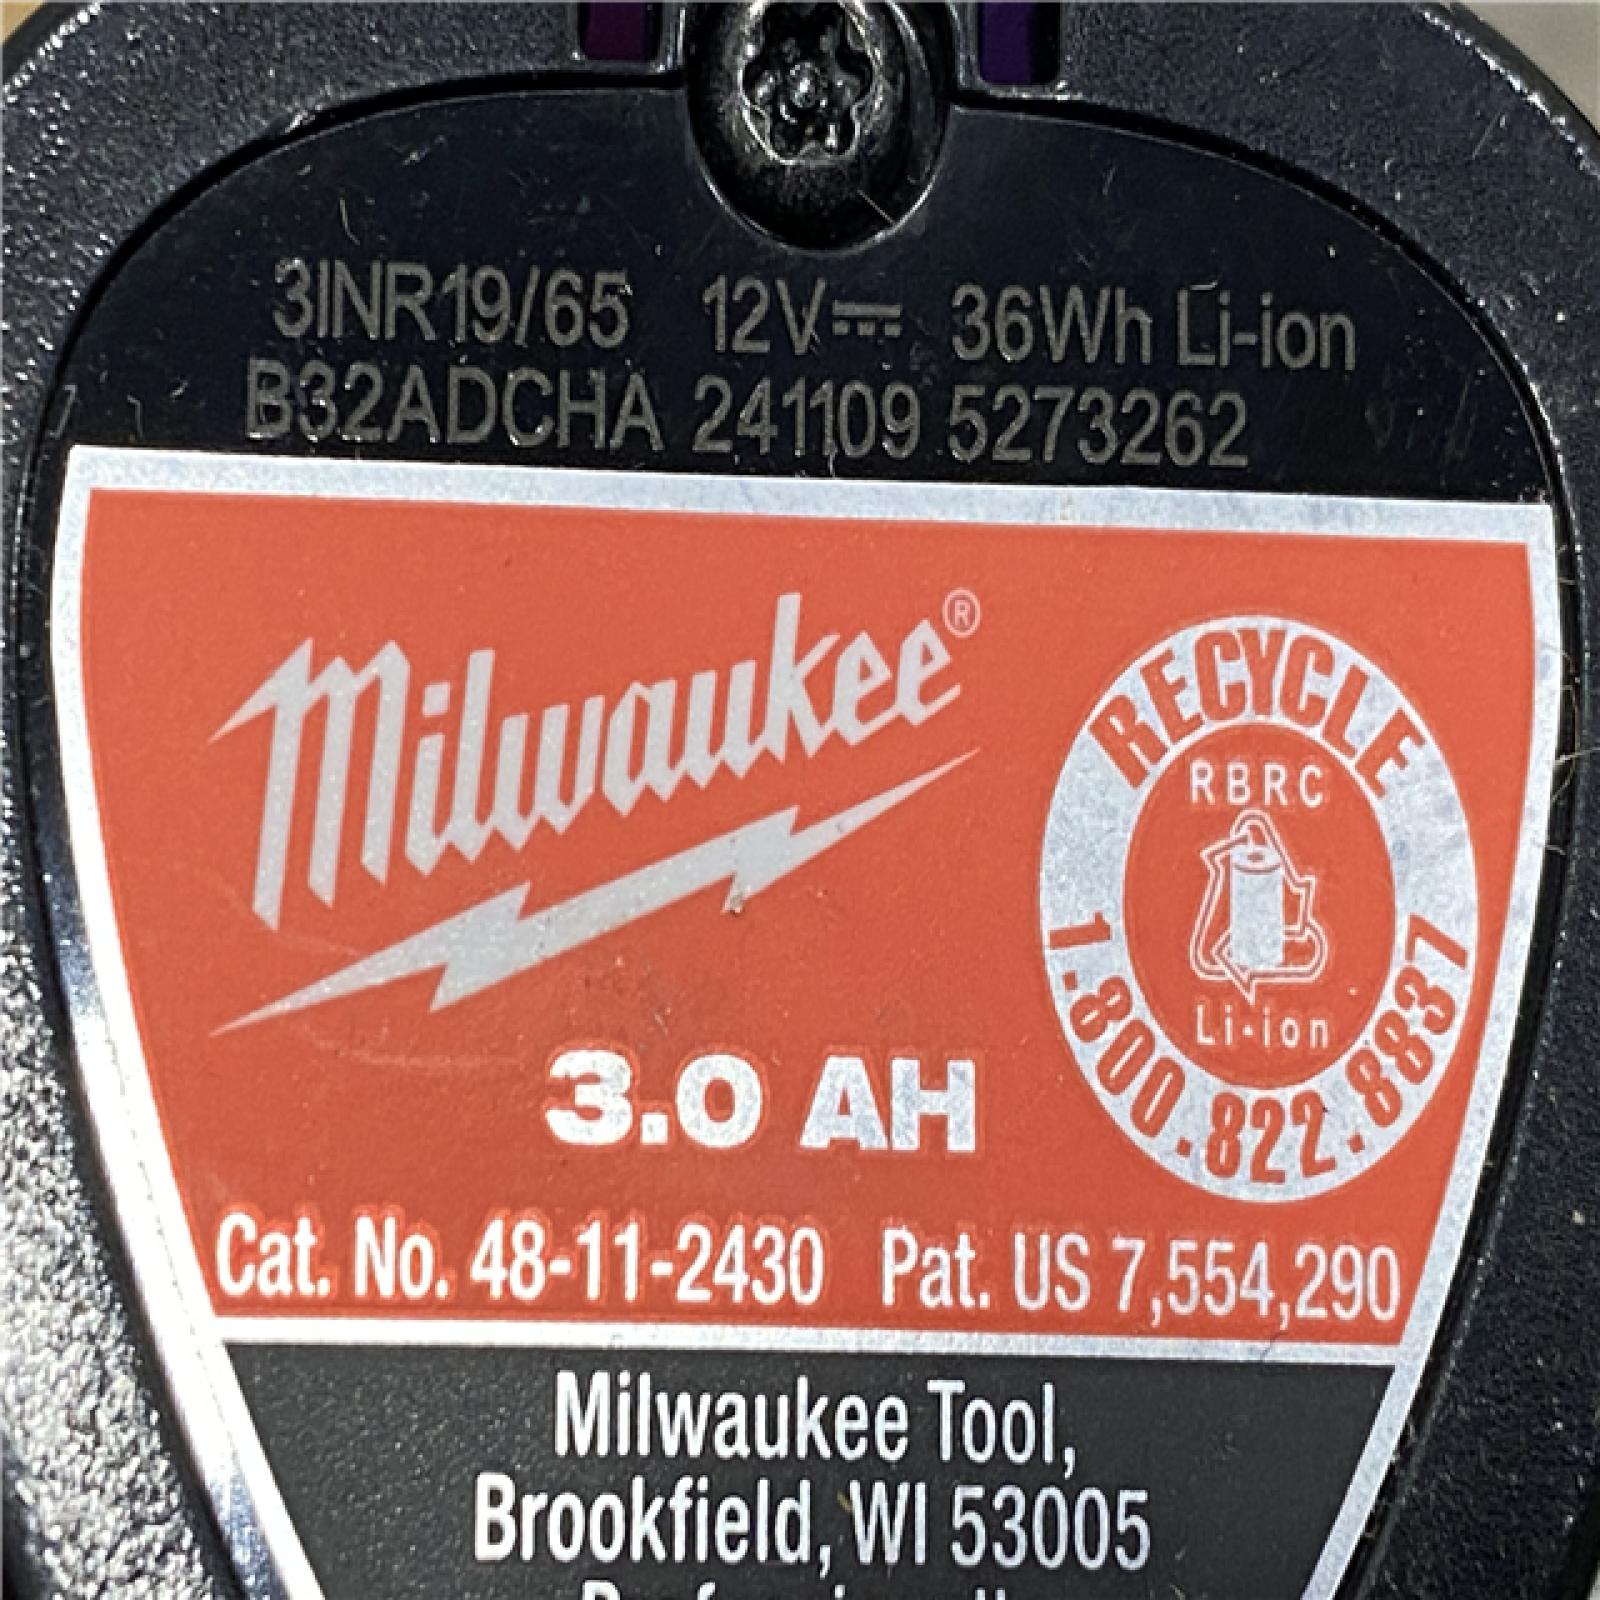 3INR19/65 12V⎓ 36Wh Li-ion
B32ADCHA 241109 5273262
Milwaukee®
RECYCLE
RBRC
Li-ion
1.800.822.8837
3.0 AH
Cat. No. 48-11-2430 Pat. US 7,554,290
Milwaukee Tool,
Brookfield, WI 53005